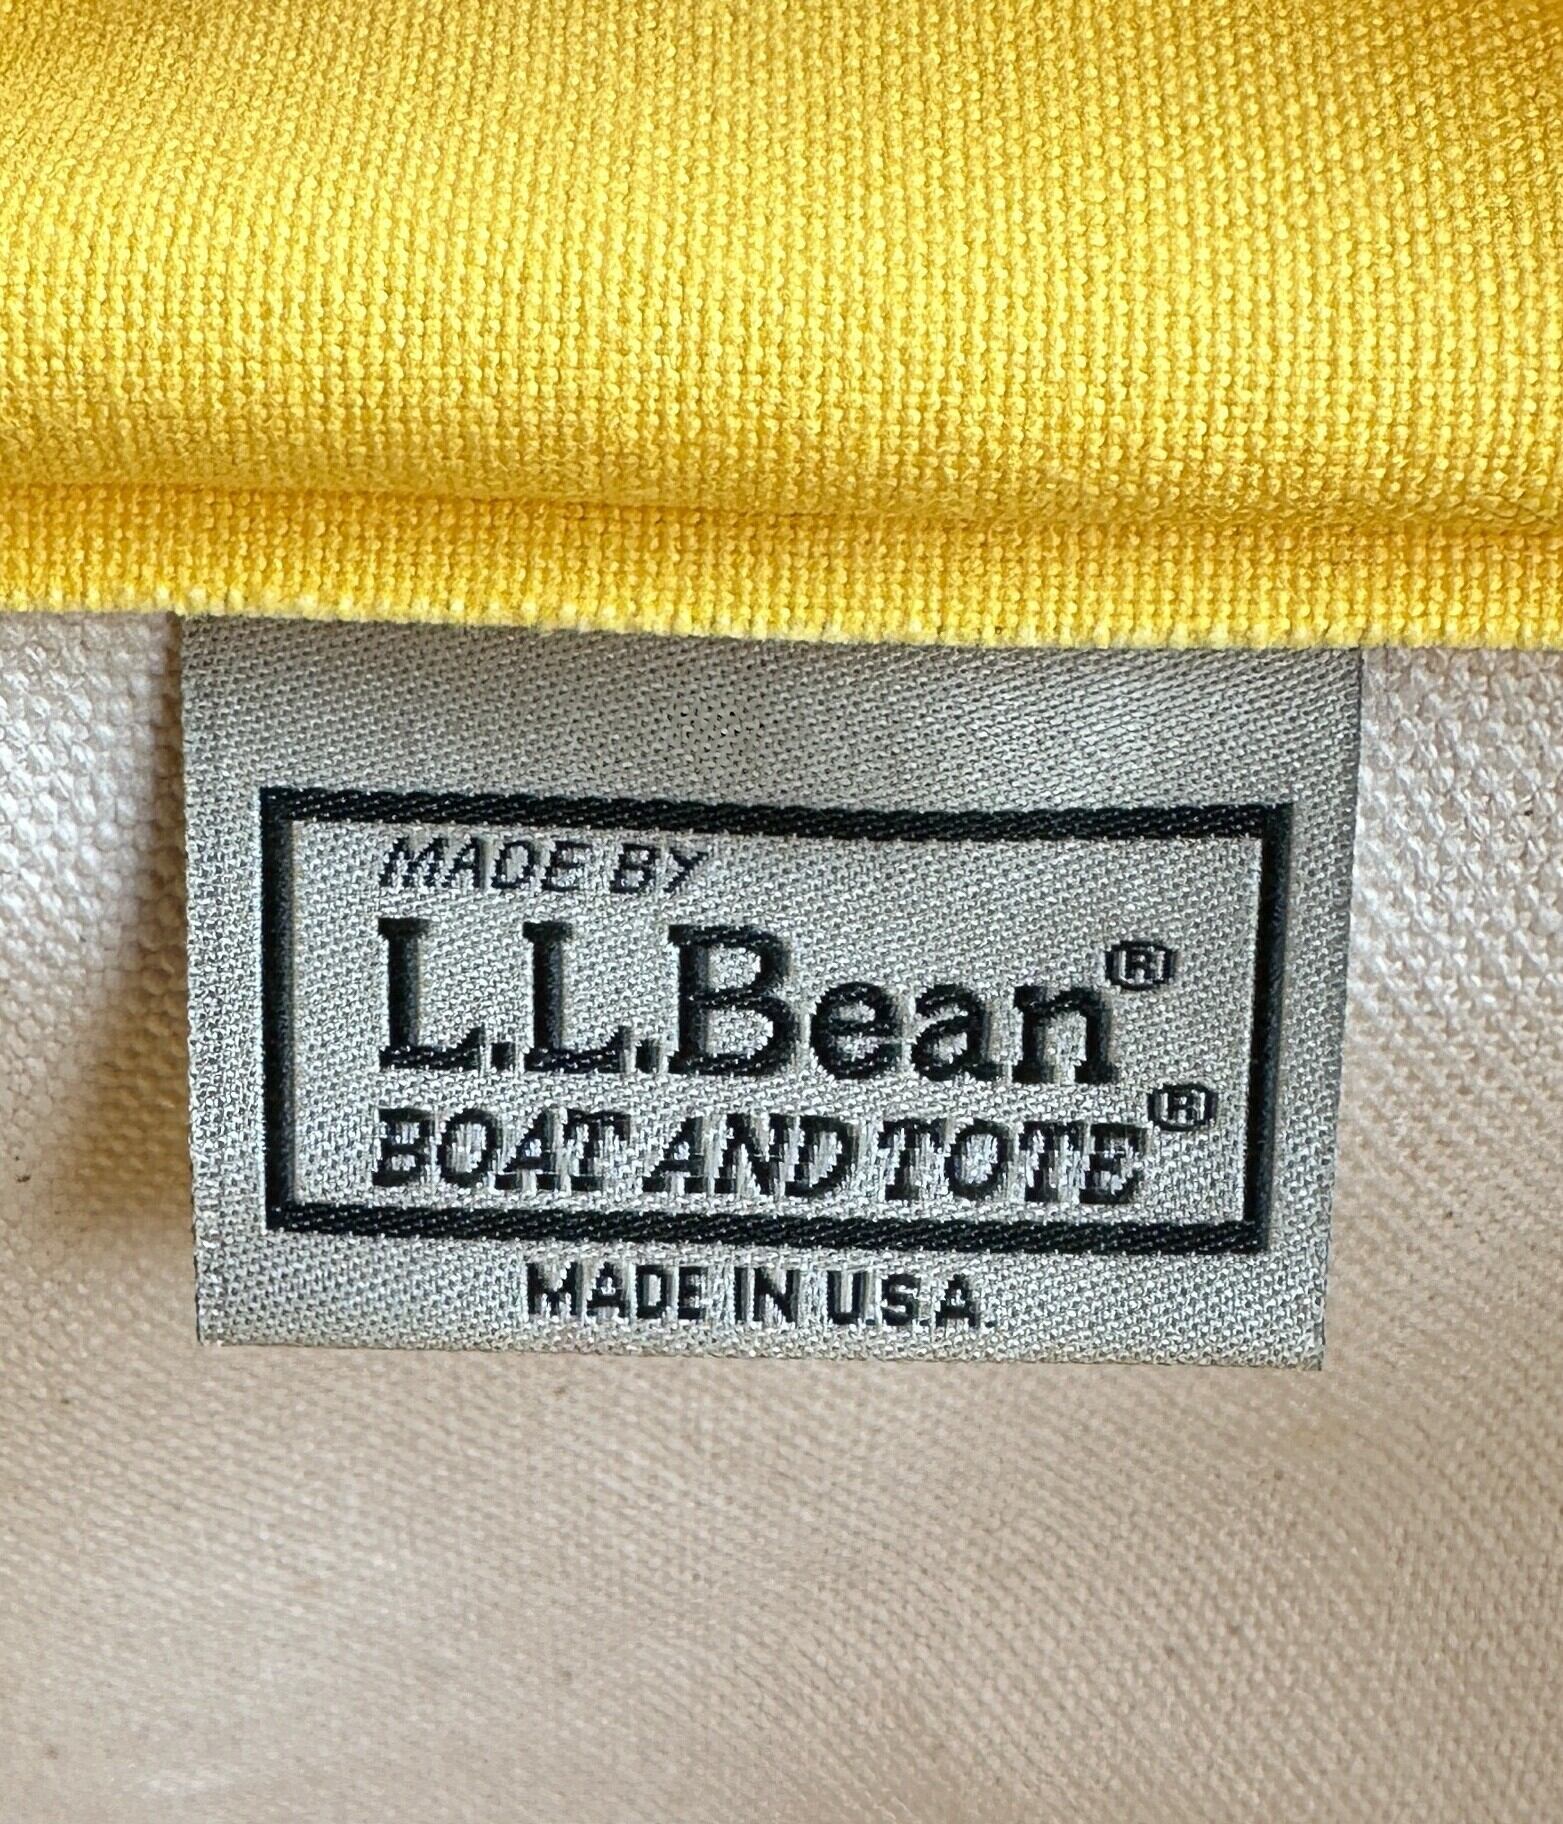 MADE BY
L.L.Bean®
BOAT AND TOTE®
MADE IN U.S.A.